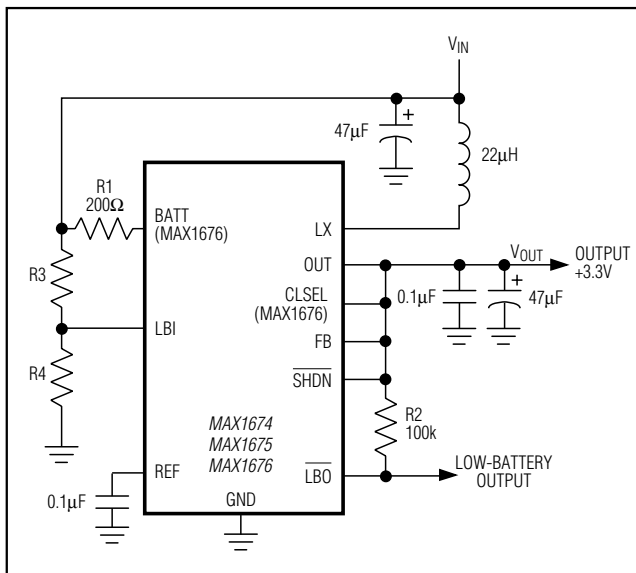 V_IN
47µF
+
22µH
R1
200Ω
BATT
(MAX1676)
LX
R3
OUT
V_OUT
OUTPUT
+3.3V
CLSEL
(MAX1676)
0.1µF
+
47µF
LBI
FB
R4
SHDN
R2
100k
MAX1674
MAX1675
MAX1676
REF
LBO
LOW-BATTERY
OUTPUT
0.1µF
GND